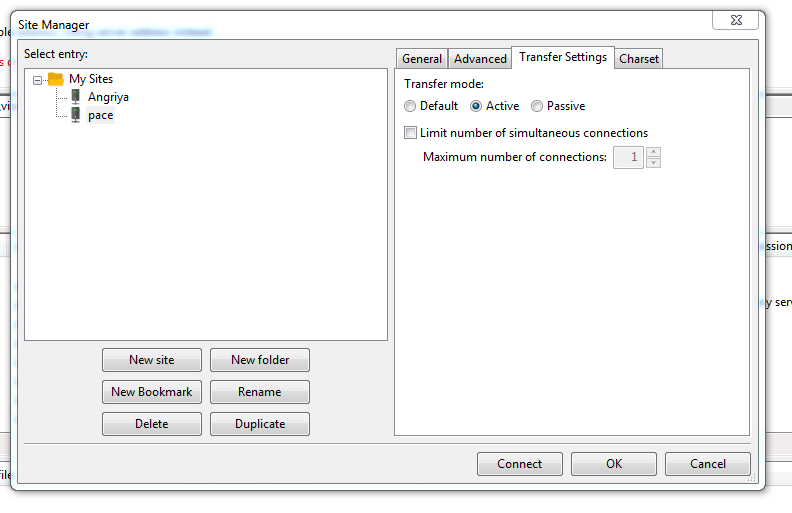 Site Manager
Select entry:
My Sites
Angriya
pace
New site New folder
New Bookmark Rename
Delete Duplicate
General Advanced Transfer Settings Charset
Transfer mode:
Default Active Passive
Limit number of simultaneous connections
Maximum number of connections: 1
Connect OK Cancel